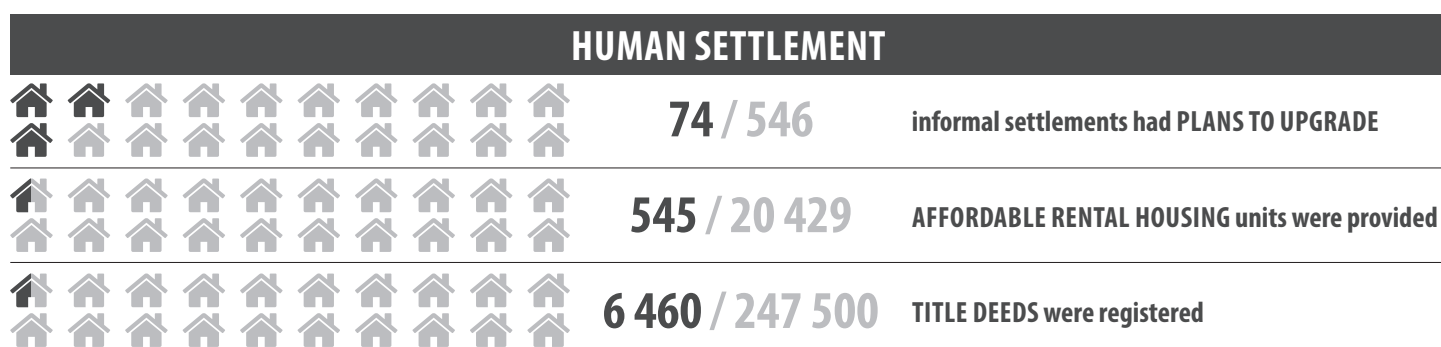 HUMAN SETTLEMENT
74 / 546 informal settlements had PLANS TO UPGRADE
545 / 20 429 AFFORDABLE RENTAL HOUSING units were provided
6 460 / 247 500 TITLE DEEDS were registered